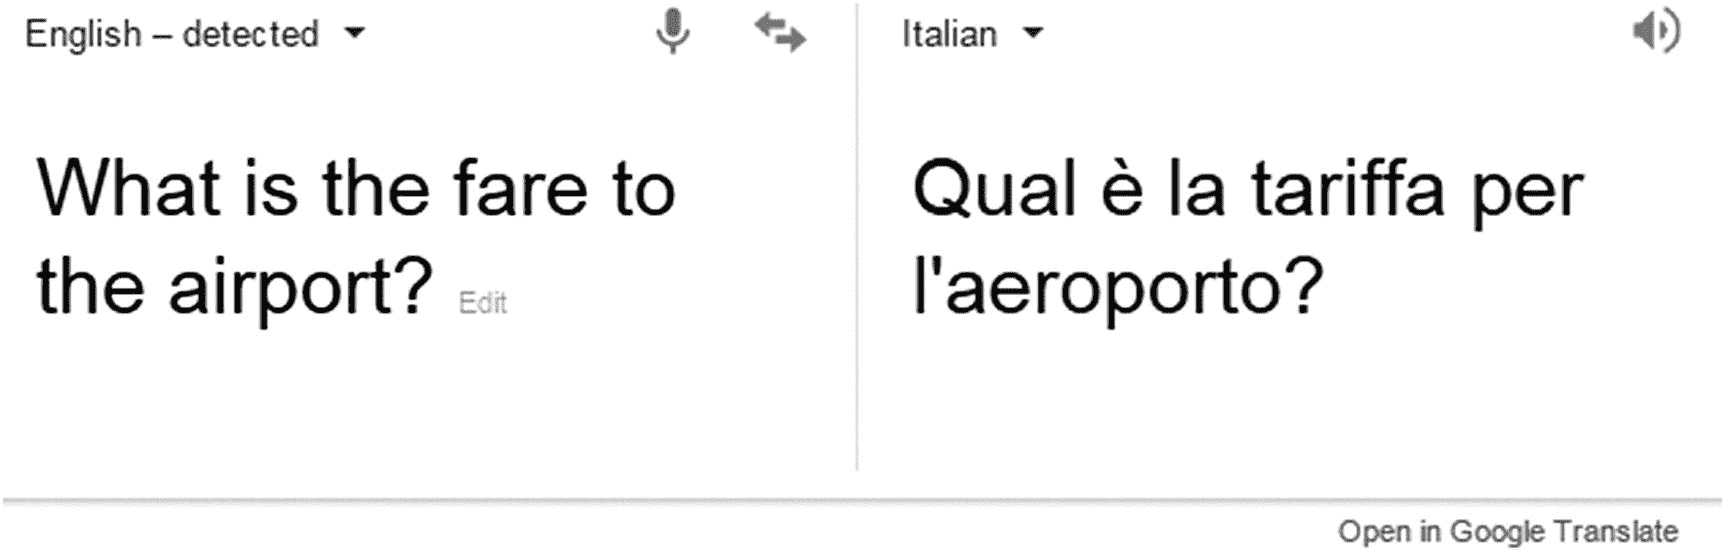 English – detected
Italian
What is the fare to
the airport? Edit
Qual è la tariffa per
l'aeroporto?
Open in Google Translate